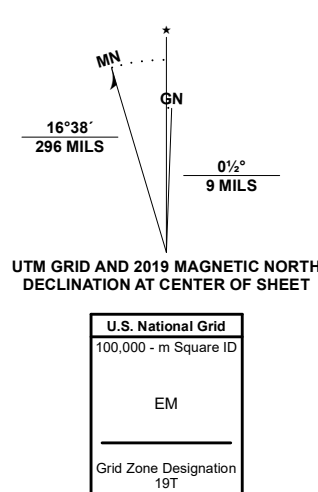 ★
MN
GN
16°38´
296 MILS
0½°
9 MILS
UTM GRID AND 2019 MAGNETIC NORTH
DECLINATION AT CENTER OF SHEET
U.S. National Grid
100,000 - m Square ID
EM
Grid Zone Designation
19T